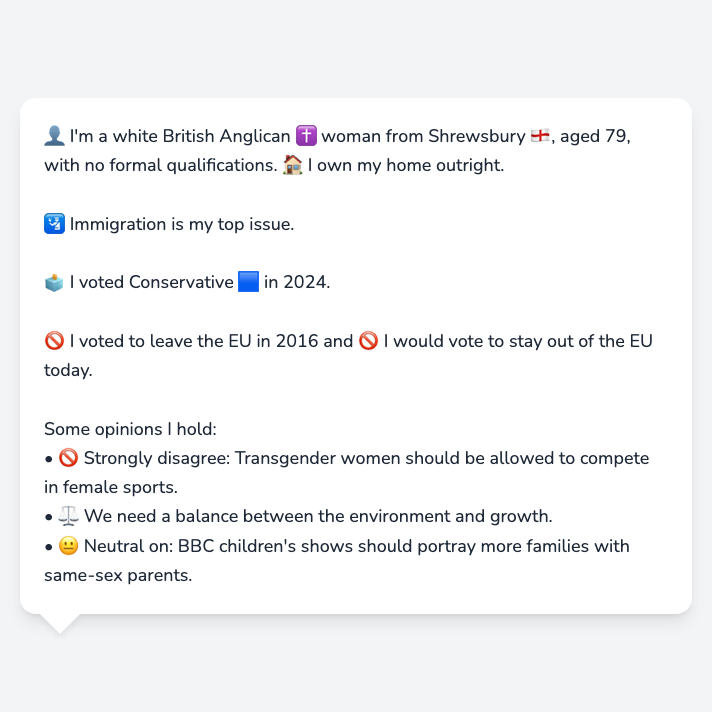 👤 I'm a white British Anglican ✝️ woman from Shrewsbury 🏴󠁧󠁢󠁥󠁮󠁧󠁿, aged 79,
with no formal qualifications. 🏠 I own my home outright.
🛂 Immigration is my top issue.
🗳️ I voted Conservative 🟦 in 2024.
🚫 I voted to leave the EU in 2016 and 🚫 I would vote to stay out of the EU
today.
Some opinions I hold:
• 🚫 Strongly disagree: Transgender women should be allowed to compete
in female sports.
• ⚖️ We need a balance between the environment and growth.
• 😐 Neutral on: BBC children's shows should portray more families with
same-sex parents.